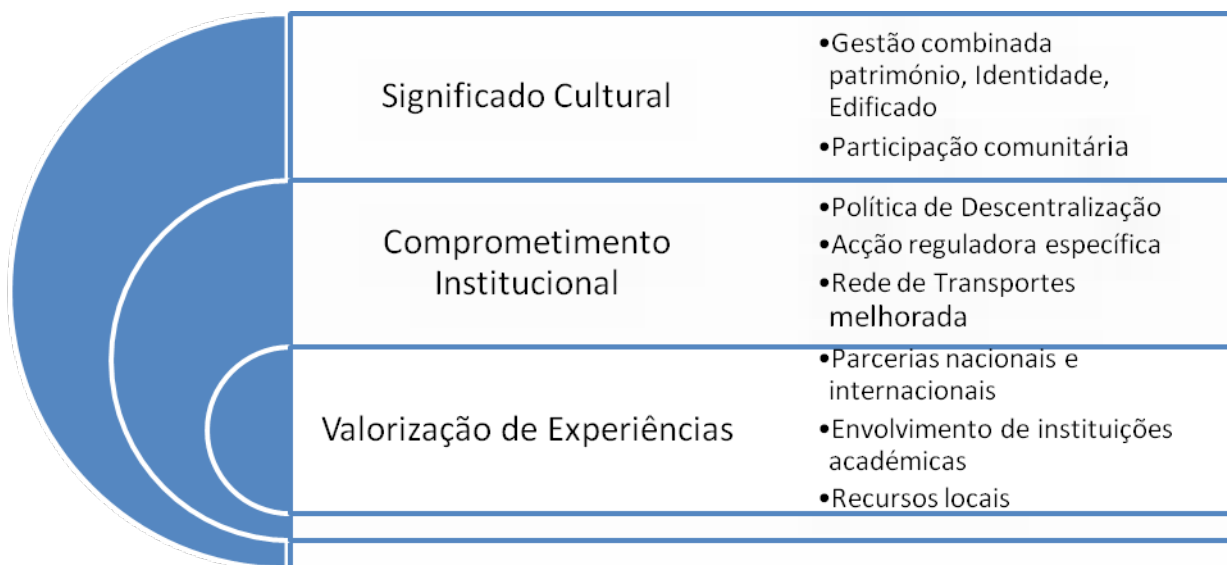 Significado Cultural
•Gestão combinada
património, Identidade,
Edificado
•Participação comunitária
Comprometimento
Institucional
•Política de Descentralização
•Acção reguladora específica
•Rede de Transportes
melhorada
Valorização de Experiências
•Parcerias nacionais e
internacionais
•Envolvimento de instituições
académicas
•Recursos locais